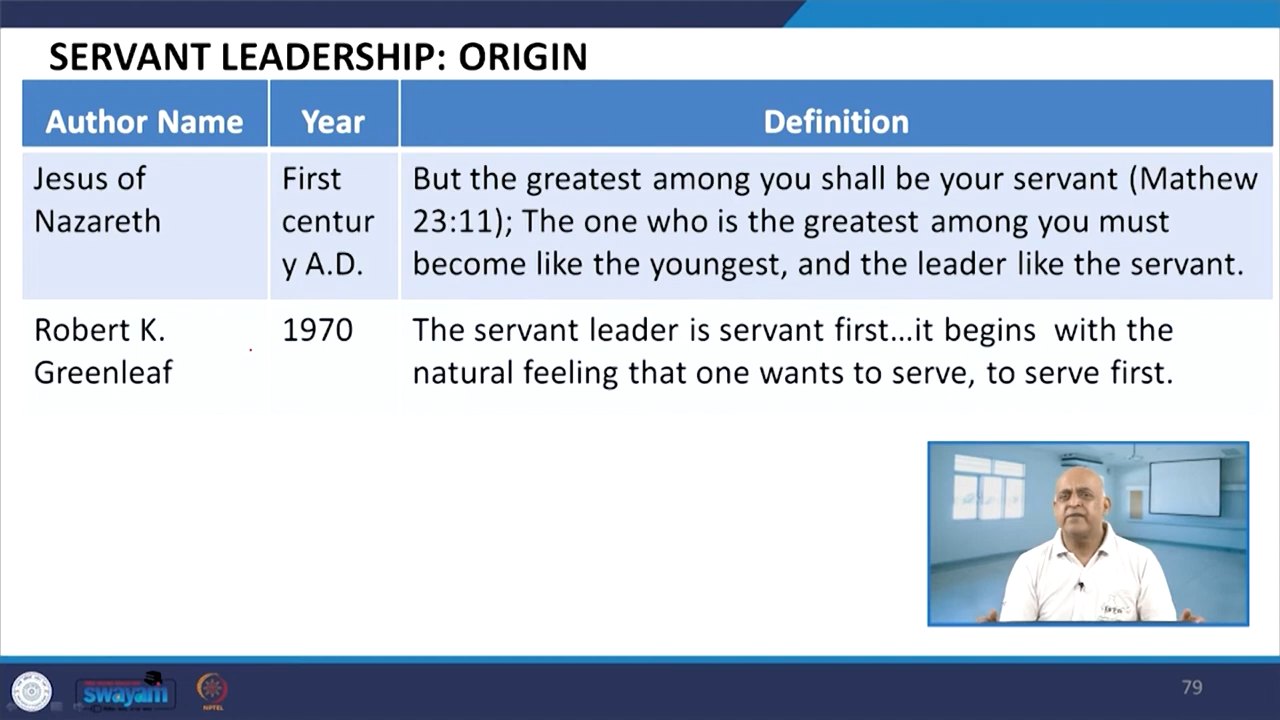 SERVANT LEADERSHIP: ORIGIN
Author Name Year Definition
Jesus of
Nazareth
First
centur
y A.D.
But the greatest among you shall be your servant (Mathew
23:11); The one who is the greatest among you must
become like the youngest, and the leader like the servant.
Robert K.
Greenleaf
1970
The servant leader is servant first...it begins with the
natural feeling that one wants to serve, to serve first.
swayam
NPTEL
79